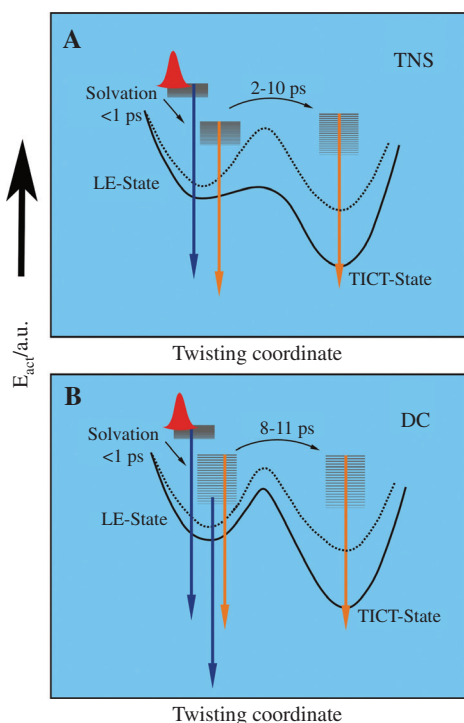 A
TNS
Solvation
<1 ps
2-10 ps
LE-State
TICT-State
Twisting coordinate
E_act/a.u.
B
DC
Solvation
<1 ps
8-11 ps
LE-State
TICT-State
Twisting coordinate